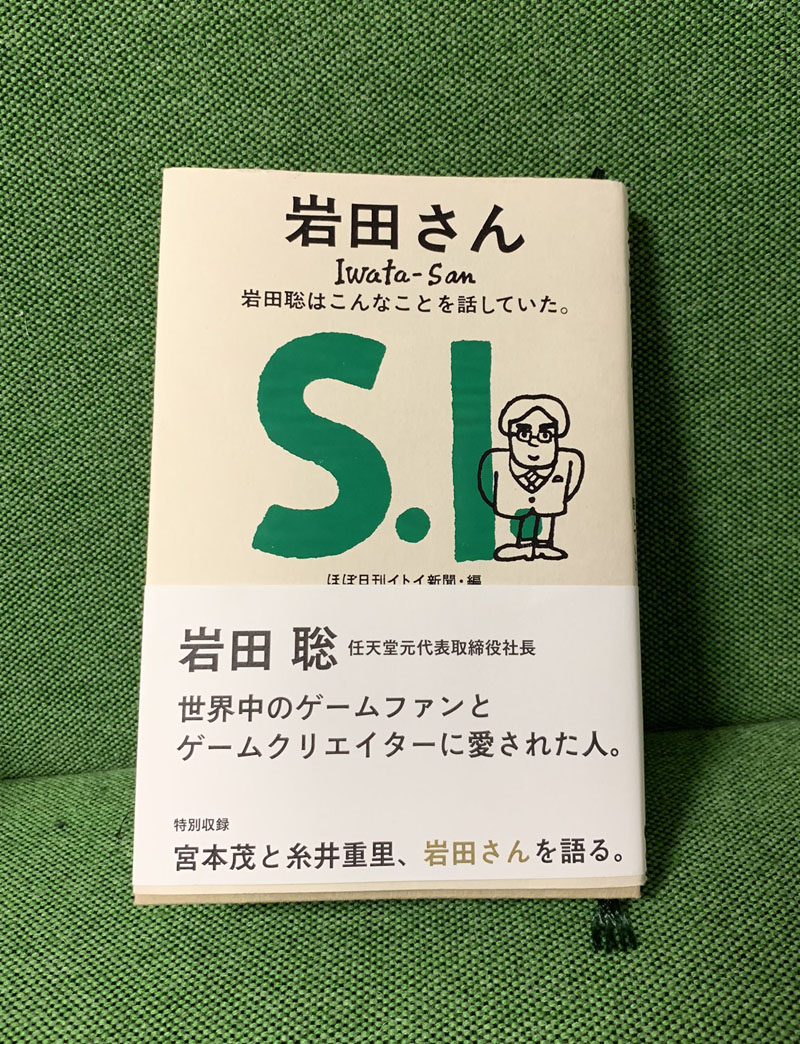 岩田さん
Iwata-San
岩田聡はこんなことを話していた。
S.I.
ほぼ日刊イトイ新聞・編
岩田 聡 任天堂元代表取締役社長
世界中のゲームファンと
ゲームクリエイターに愛された人。
特別収録
宮本茂と糸井重里、岩田さんを語る。